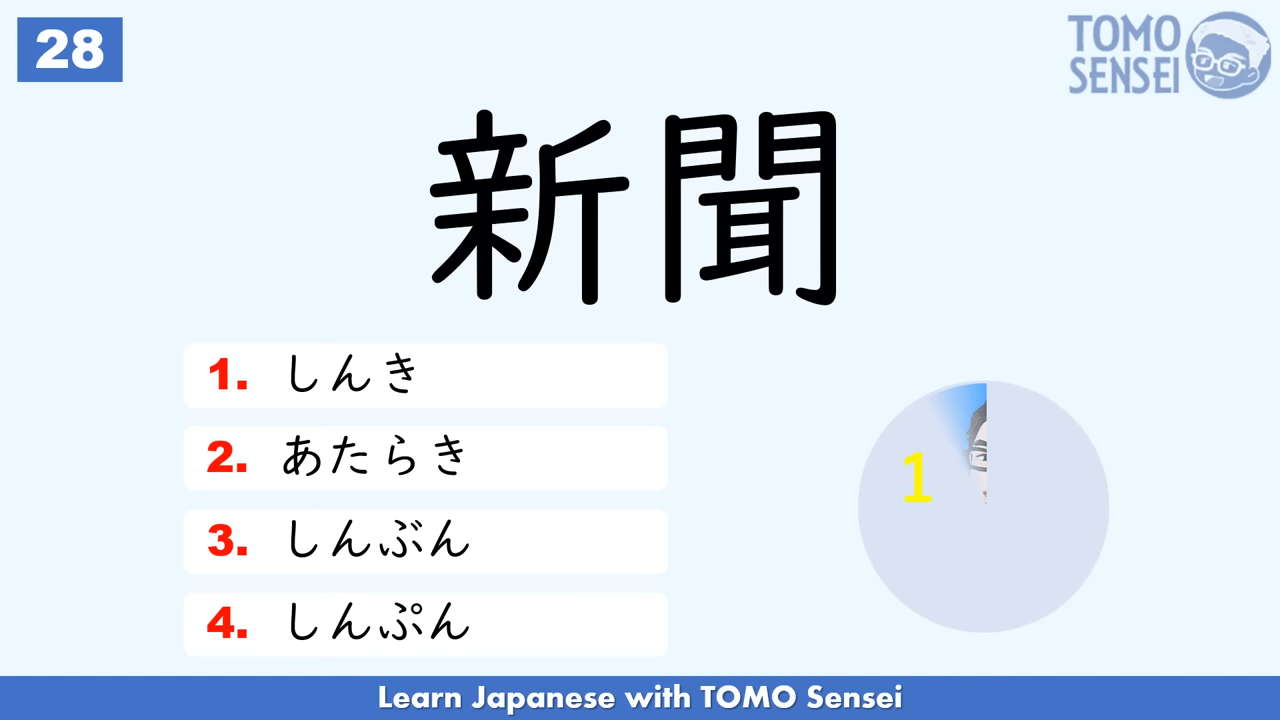 28
TOMO
SENSEI
新聞
1. しんき
2. あたらき
3. しんぶん
4. しんぷん
1
Learn Japanese with TOMO Sensei